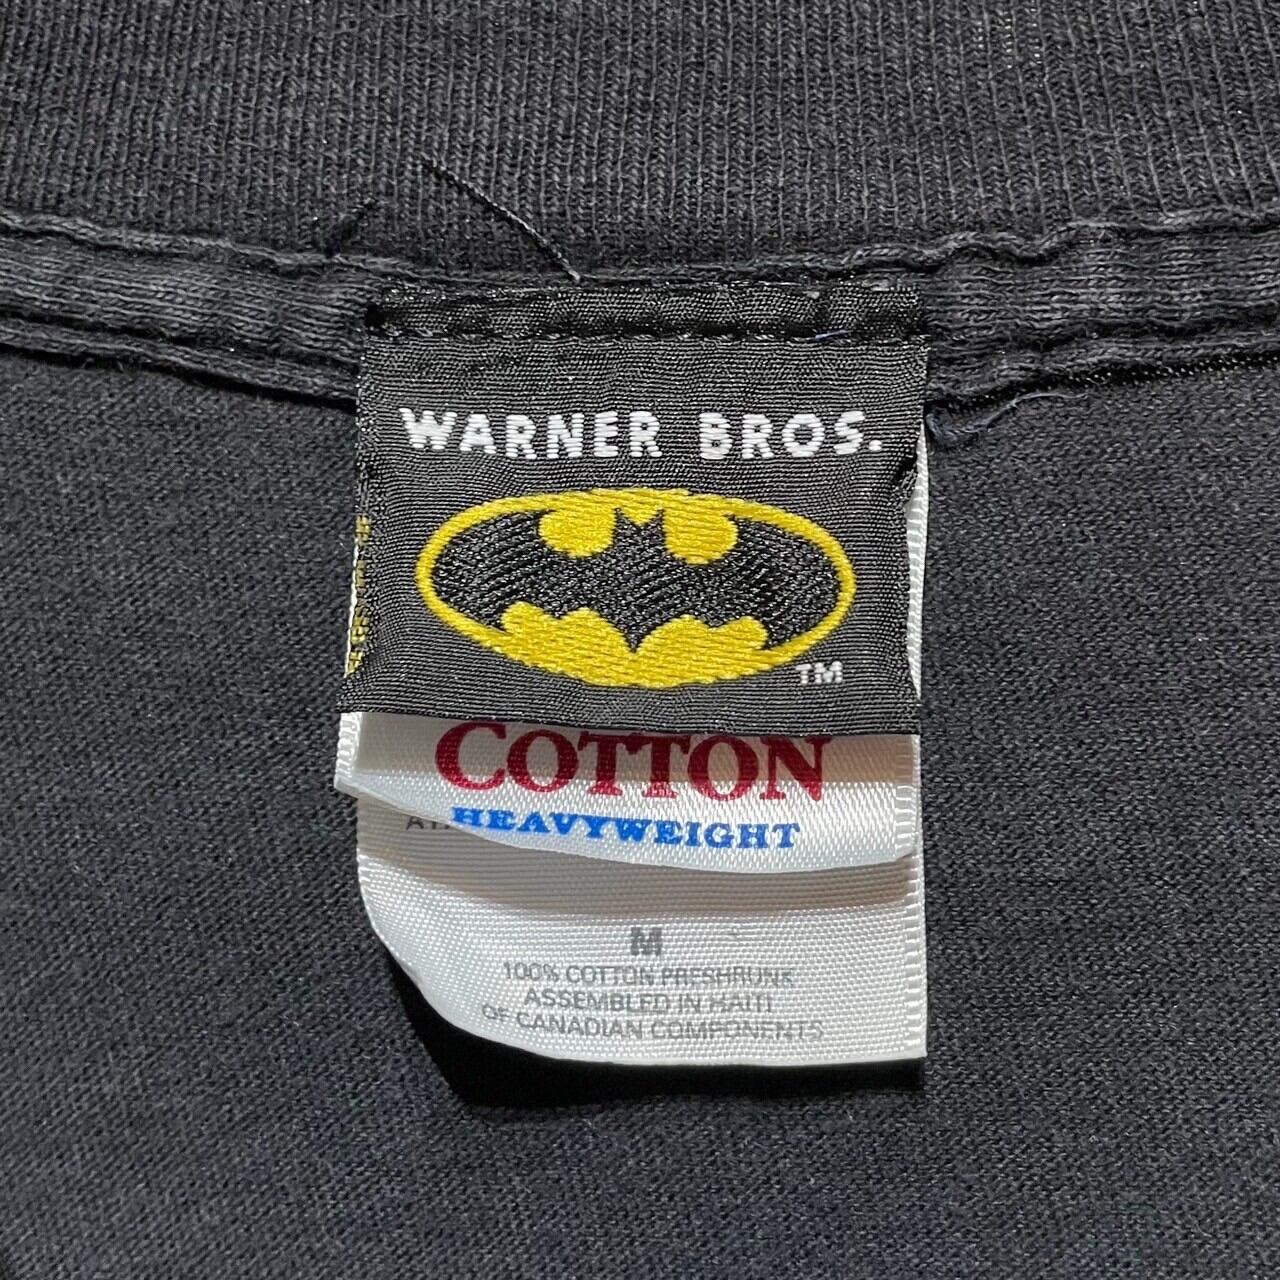 WARNER BROS.
TM
COTTON
HEAVYWEIGHT
M
100% COTTON PRESHRUNK
ASSEMBLED IN HAITI
OF CANADIAN COMPONENTS